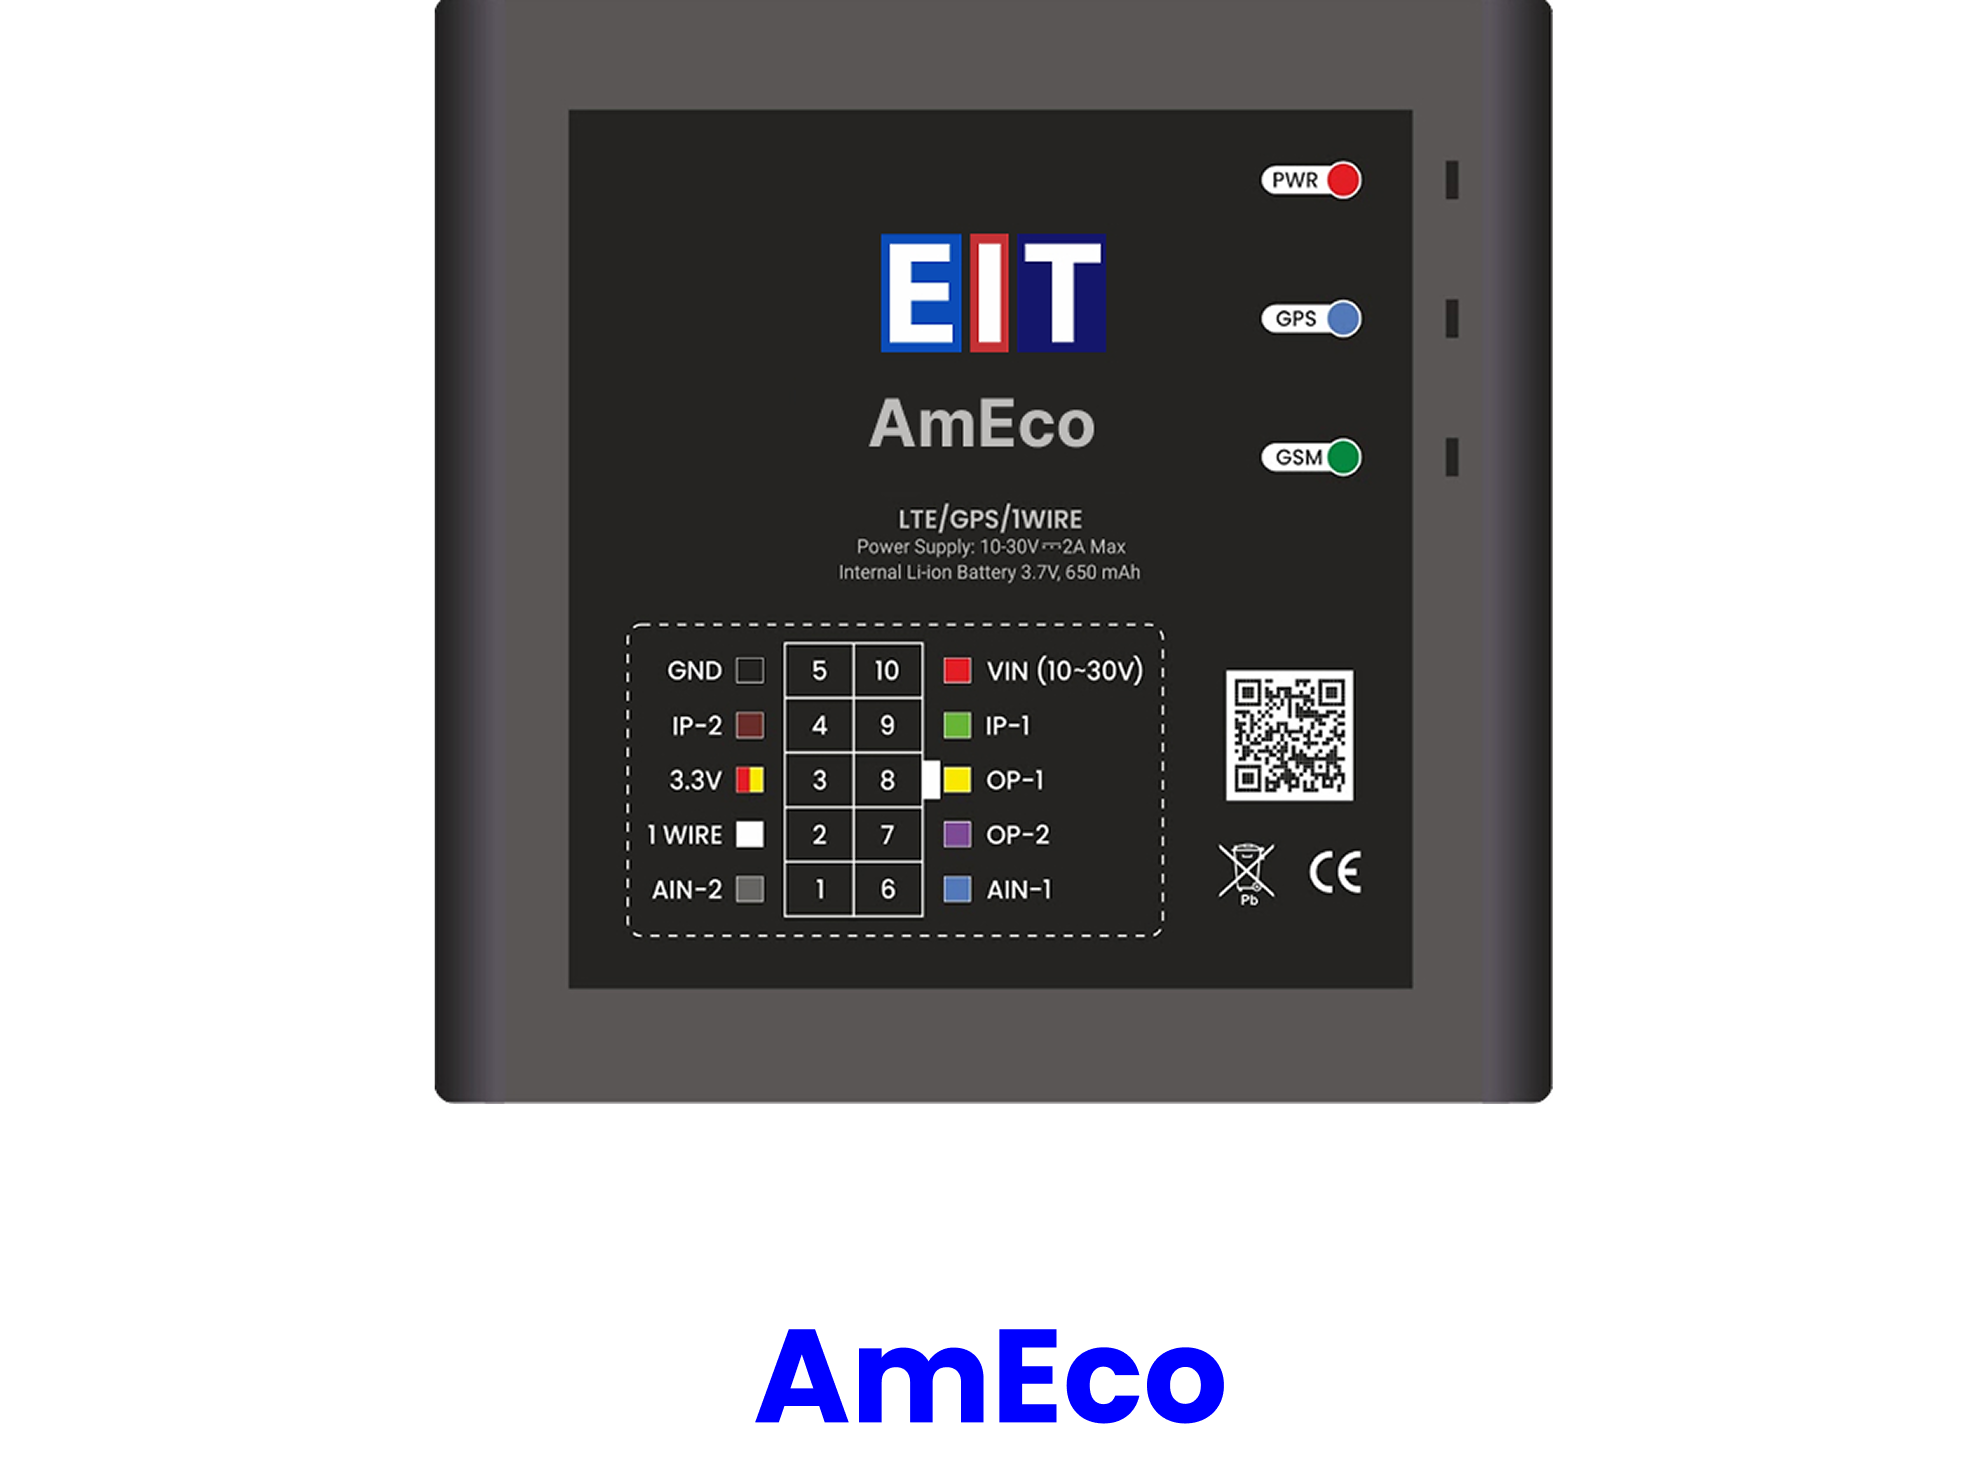 PWR
EIT
GPS
AmEco
GSM
LTE/GPS/1WIRE
Power Supply: 10-30V⎓2A Max
Internal Li-ion Battery 3.7V, 650 mAh
GND 5 10 VIN (10~30V)
IP-2 4 9 IP-1
3.3V 3 8 OP-1
1 WIRE 2 7 OP-2
AIN-2 1 6 AIN-1
Pb
CE
AmEco